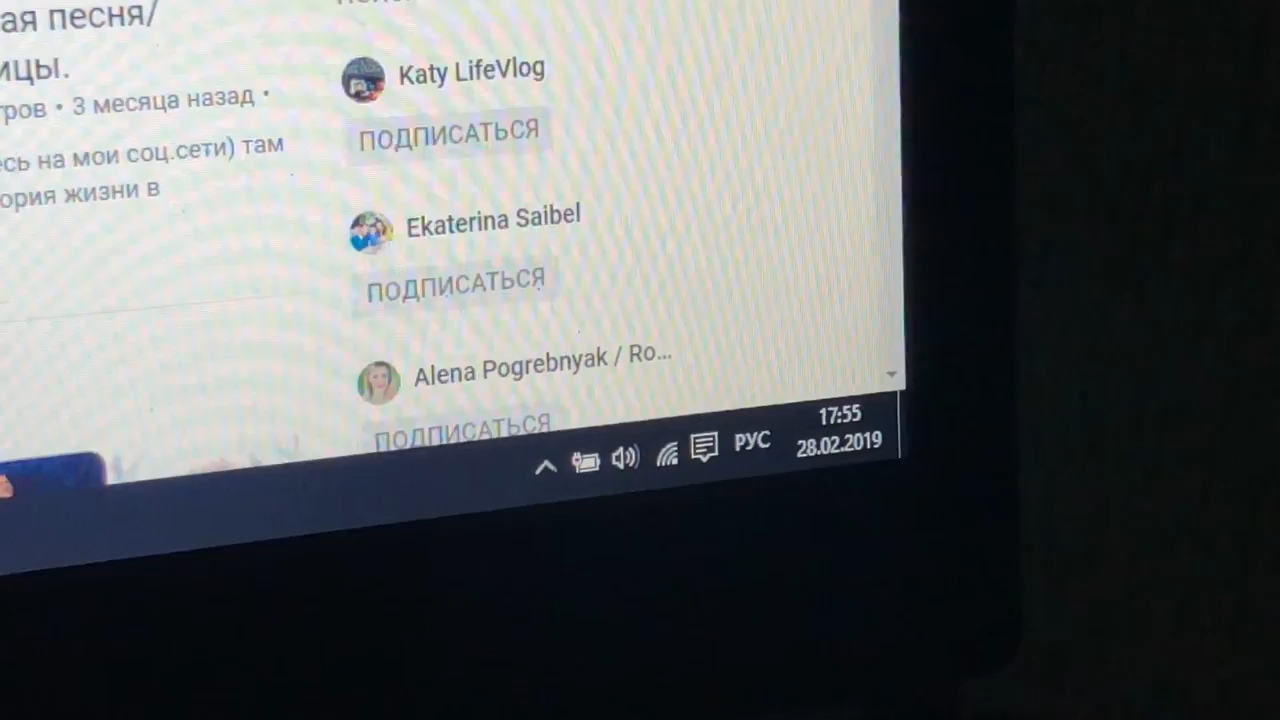 ая песня/
ицы.
тров • 3 месяца назад •
есь на мои соц.сети) там
ория жизни в
Katy LifeVlog
ПОДПИСАТЬСЯ
Ekaterina Saibel
ПОДПИСАТЬСЯ
Alena Pogrebnyak / Ro...
ПОДПИСАТЬСЯ
РУС
17:55
28.02.2019